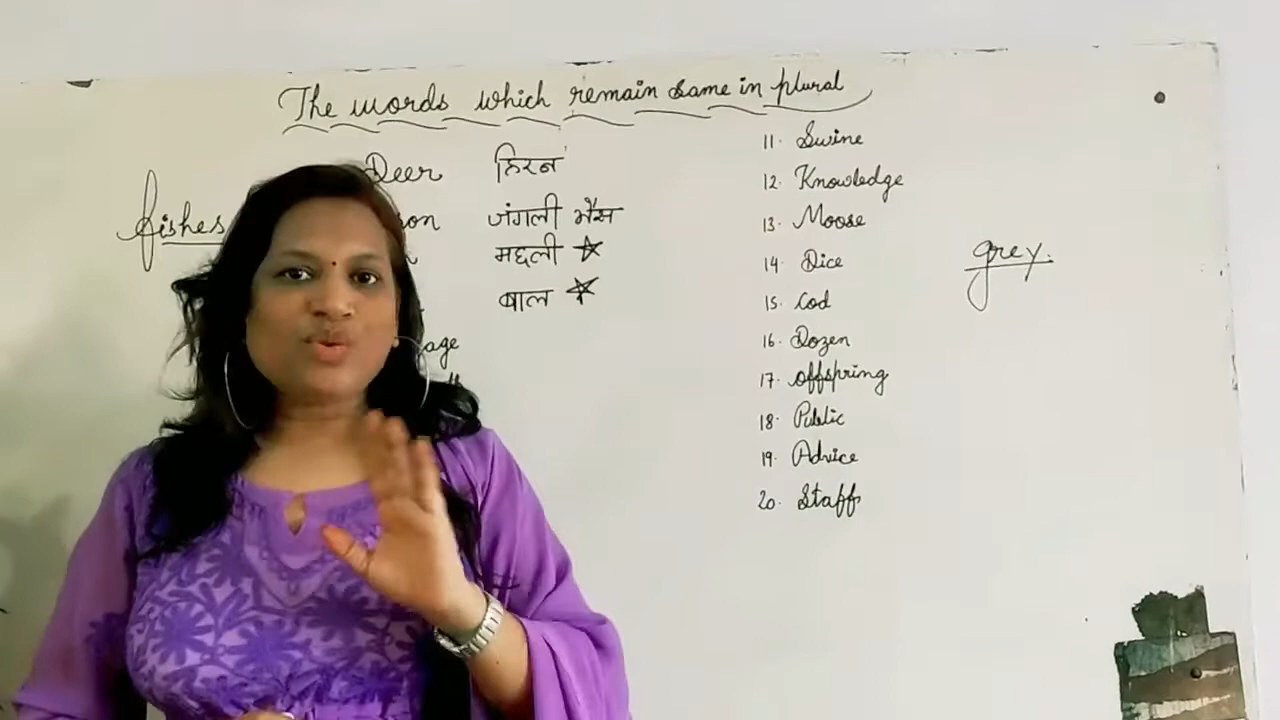 The words which remain same in plural
Deer हिरन
fishes
जंगली भैंस
मछली
बाल
11. Swine
12. Knowledge
13. Moose
14. Dice
15. Cod
16. Dozen
17. offspring
18. Public
19. Advice
20. Staff
grey.